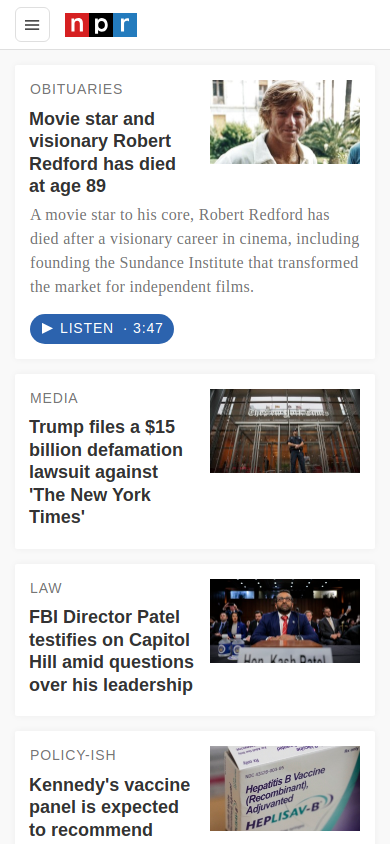 npr
OBITUARIES
Movie star and
visionary Robert
Redford has died
at age 89
A movie star to his core, Robert Redford has
died after a visionary career in cinema, including
founding the Sundance Institute that transformed
the market for independent films.
LISTEN · 3:47
MEDIA
Trump files a $15
billion defamation
lawsuit against
'The New York
Times'
The New York Times
LAW
FBI Director Patel
testifies on Capitol
Hill amid questions
over his leadership
Hon. Kash Patel
POLICY-ISH
Kennedy's vaccine
panel is expected
to recommend
Hepatitis B Vaccine
(Recombinant),
Adjuvanted
HEPLISAV-B